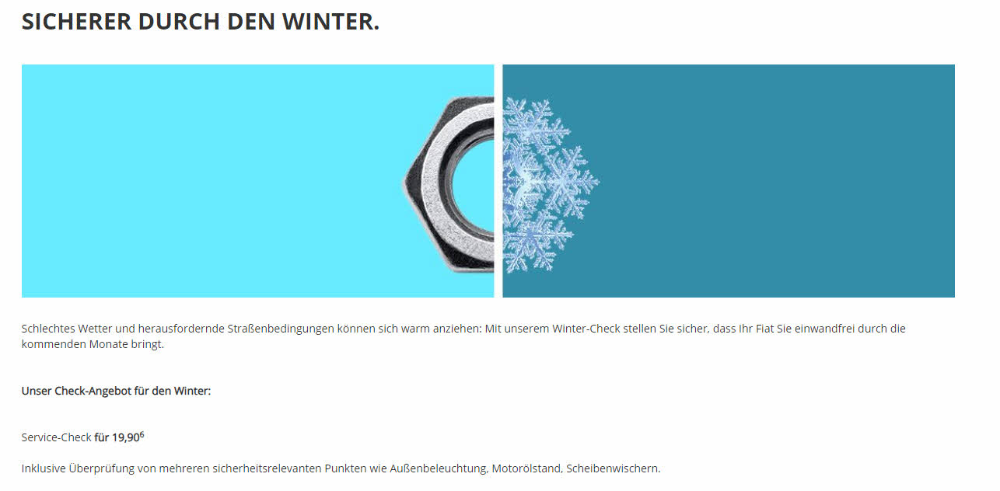 SICHERER DURCH DEN WINTER.
Schlechtes Wetter und herausfordernde Straßenbedingungen können sich warm anziehen: Mit unserem Winter-Check stellen Sie sicher, dass Ihr Fiat Sie einwandfrei durch die
kommenden Monate bringt.
Unser Check-Angebot für den Winter:
Service-Check für 19,90⁶
Inklusive Überprüfung von mehreren sicherheitsrelevanten Punkten wie Außenbeleuchtung, Motorölstand, Scheibenwischern.